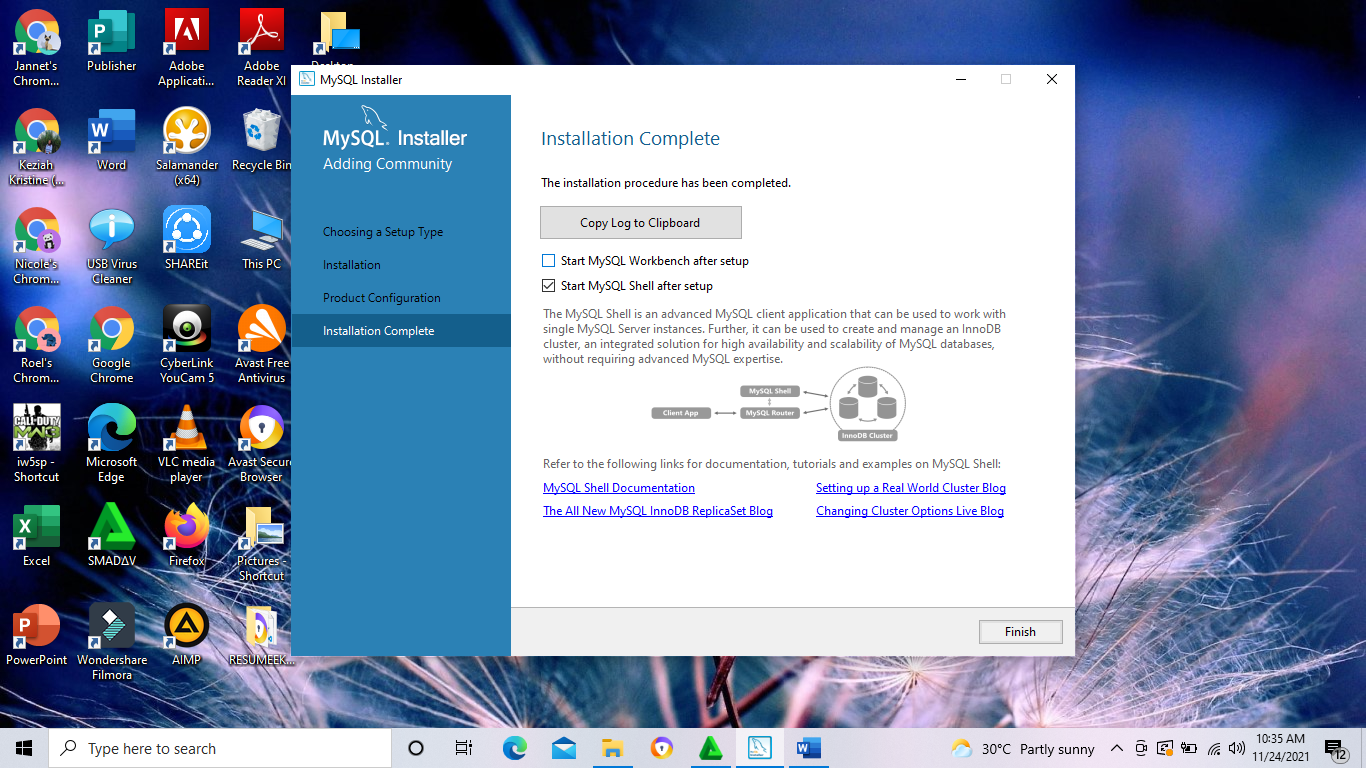 Jannet's
Chrom...
Publisher
Adobe
Applicati...
Adobe
Reader XI
Keziah
Kristine (...
Word
Salamander
(x64)
Recycle Bin
Nicole's
Chrom...
USB Virus
Cleaner
SHAREit
This PC
Roel's
Chrom...
Google
Chrome
CyberLink
YouCam 5
Avast Free
Antivirus
CALL·DUTY
MW3
iw5sp -
Shortcut
Microsoft
Edge
VLC media
player
Avast Secure
Browser
Excel
SMADΔV
Firefox
Pictures -
Shortcut
PowerPoint
Wondershare
Filmora
AIMP
RESUMEEK...
MySQL Installer
MySQL® Installer
Adding Community
Choosing a Setup Type
Installation
Product Configuration
Installation Complete
Installation Complete
The installation procedure has been completed.
Copy Log to Clipboard
Start MySQL Workbench after setup
Start MySQL Shell after setup
The MySQL Shell is an advanced MySQL client application that can be used to work with
single MySQL Server instances. Further, it can be used to create and manage an InnoDB
cluster, an integrated solution for high availability and scalability of MySQL databases,
without requiring advanced MySQL expertise.
MySQL Shell
Client App
MySQL Router
InnoDB Cluster
Refer to the following links for documentation, tutorials and examples on MySQL Shell:
MySQL Shell Documentation
Setting up a Real World Cluster Blog
The All New MySQL InnoDB ReplicaSet Blog
Changing Cluster Options Live Blog
Finish
Type here to search
30°C Partly sunny
10:35 AM
11/24/2021
12